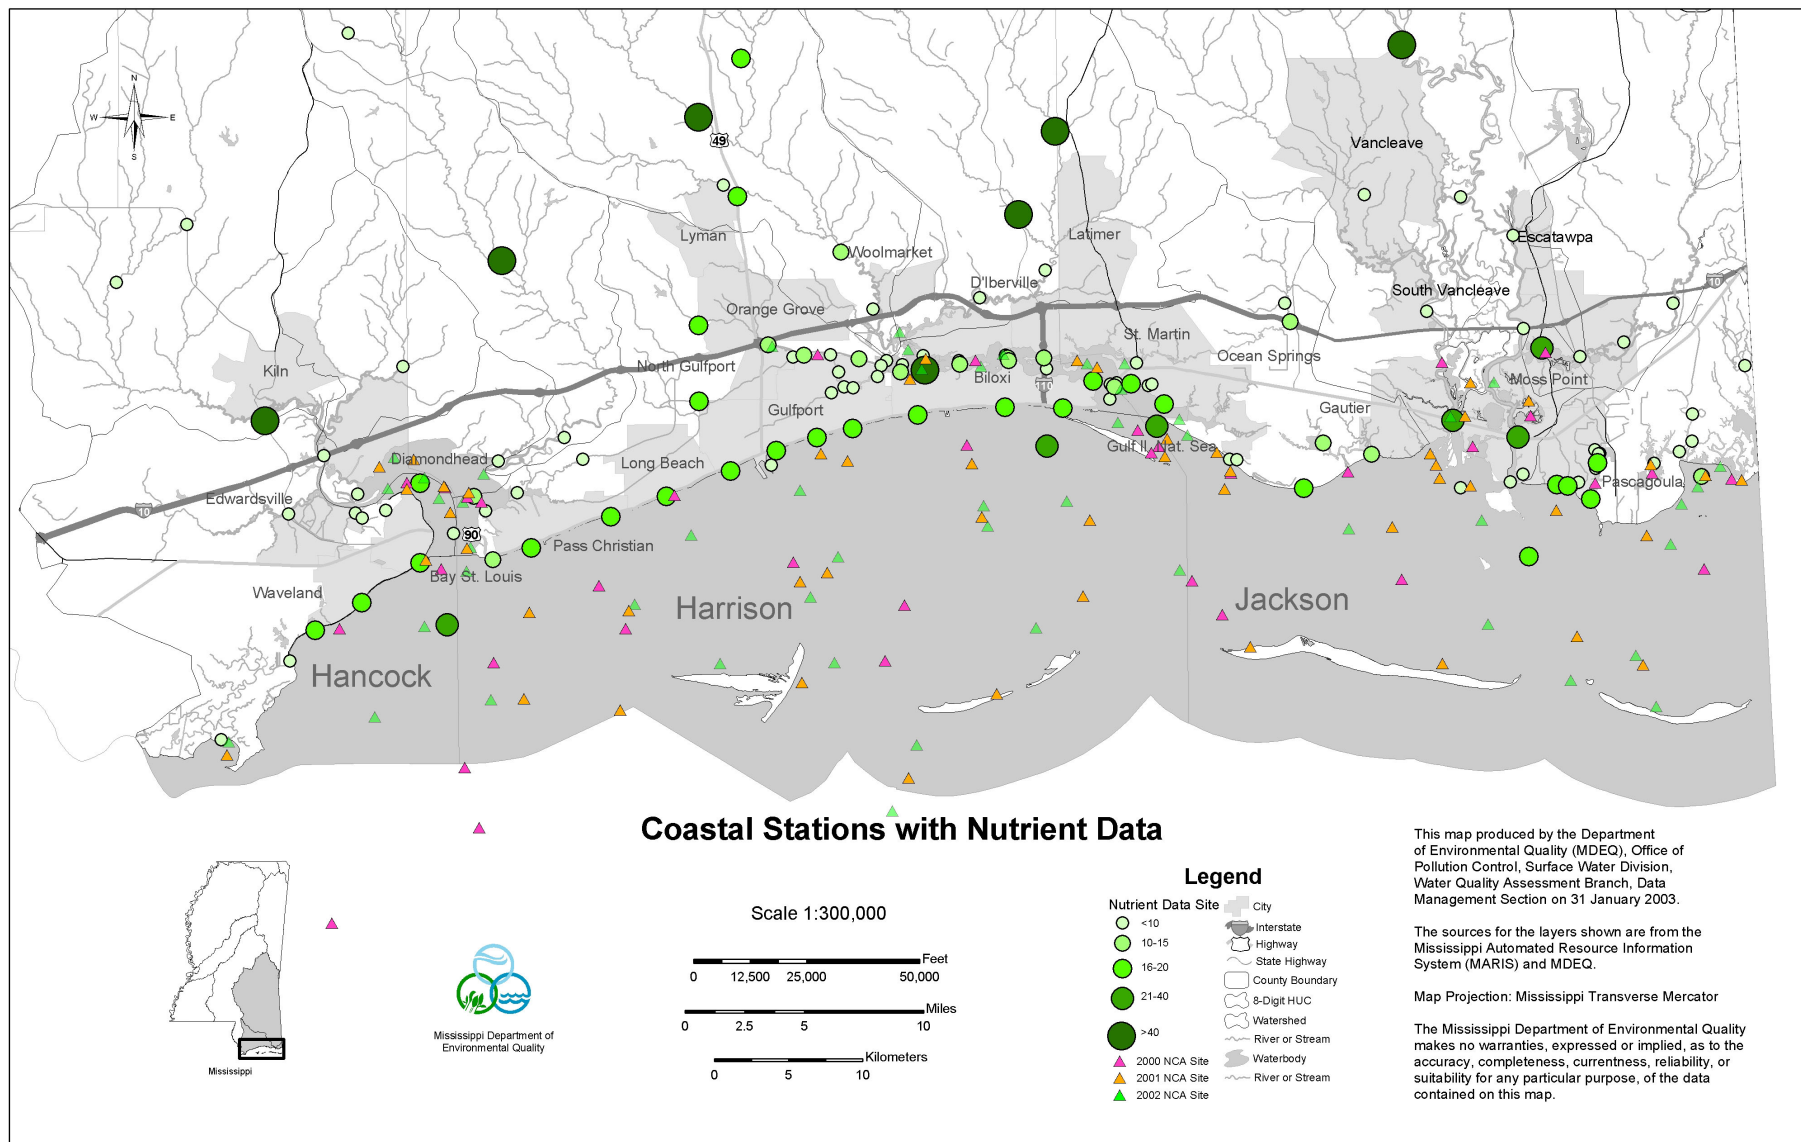 N
W E
S
49
Vancleave
Lyman
Latimer
Woolmarket
Escatawpa
D'Iberville
10
South Vancleave
Orange Grove
St. Martin
Ocean Springs
North Gulfport
Kiln
Biloxi
110
Moss Point
Gulfport
Gautier
Gulf Il. Nat. Sea
Diamondhead
Long Beach
Edwardsville
Pascagoula
10
90
Pass Christian
Bay St. Louis
Waveland
Harrison
Jackson
Hancock
Coastal Stations with Nutrient Data
Scale 1:300,000
Feet
0 12,500 25,000 50,000
Miles
0 2.5 5 10
Kilometers
0 5 10
Mississippi
Mississippi Department of
Environmental Quality
Legend
Nutrient Data Site
<10
10-15
16-20
21-40
>40
2000 NCA Site
2001 NCA Site
2002 NCA Site
City
Interstate
Highway
State Highway
County Boundary
8-Digit HUC
Watershed
River or Stream
Waterbody
River or Stream
This map produced by the Department
of Environmental Quality (MDEQ), Office of
Pollution Control, Surface Water Division,
Water Quality Assessment Branch, Data
Management Section on 31 January 2003.
The sources for the layers shown are from the
Mississippi Automated Resource Information
System (MARIS) and MDEQ.
Map Projection: Mississippi Transverse Mercator
The Mississippi Department of Environmental Quality
makes no warranties, expressed or implied, as to the
accuracy, completeness, currentness, reliability, or
suitability for any particular purpose, of the data
contained on this map.